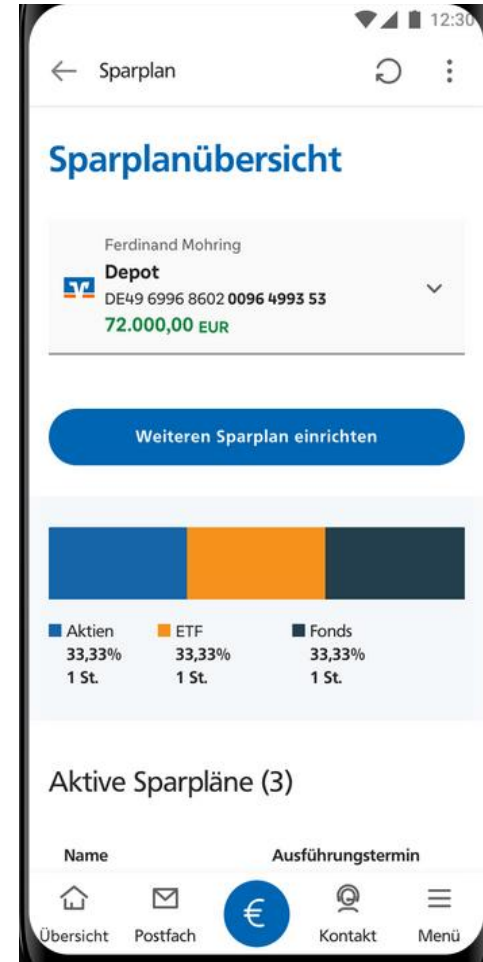 12:30
Sparplan
Sparplanübersicht
Ferdinand Mohring
Depot
DE49 6996 8602 0096 4993 53
72.000,00 EUR
Weiteren Sparplan einrichten
Aktien ETF Fonds
33,33% 33,33% 33,33%
1 St. 1 St. 1 St.
Aktive Sparpläne (3)
Name Ausführungstermin
€
Übersicht Postfach Kontakt Menü